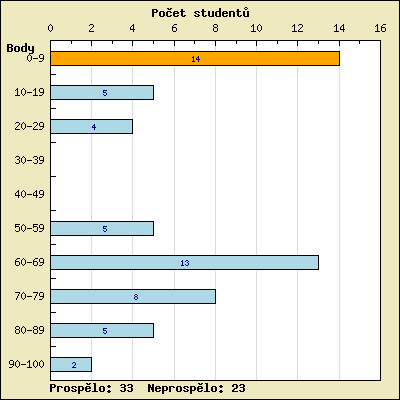 Počet studentů
0 2 4 6 8 10 12 14 16
Body
0-9 14
10-19 5
20-29 4
30-39
40-49
50-59 5
60-69 13
70-79 8
80-89 5
90-100 2
Prospělo: 33 Neprospělo: 23